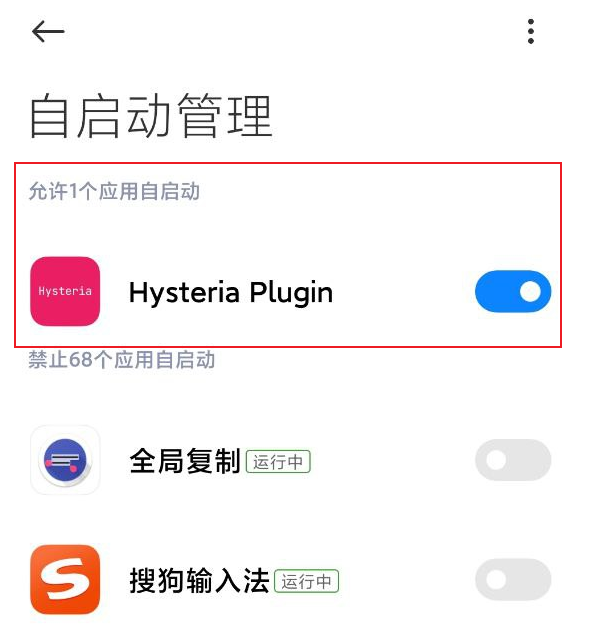 自启动管理
允许1个应用自启动
Hysteria
Hysteria Plugin
禁止68个应用自启动
全局复制 运行中
搜狗输入法 运行中